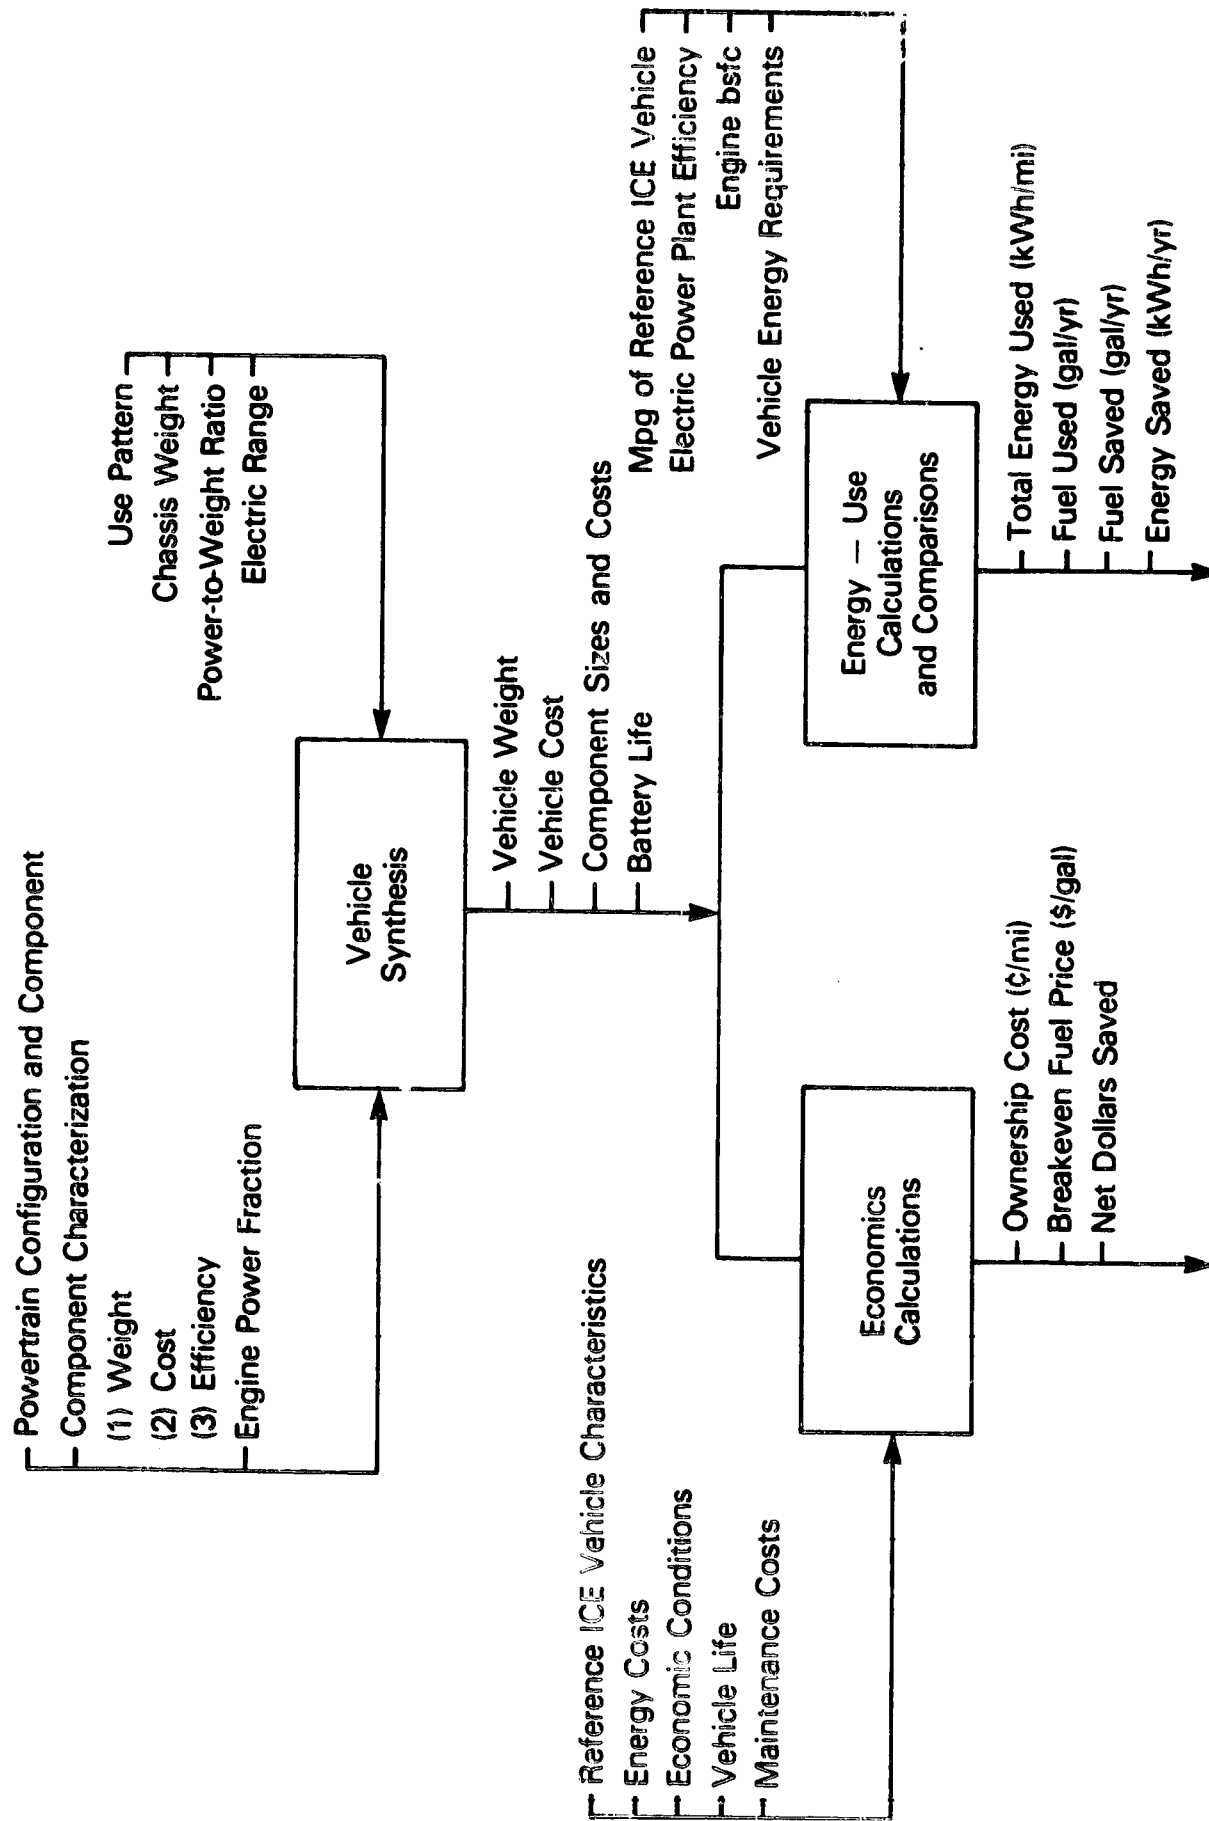 Powertrain Configuration and Component
Component Characterization
(1) Weight
(2) Cost
(3) Efficiency
Engine Power Fraction
Use Pattern
Chassis Weight
Power-to-Weight Ratio
Electric Range
Vehicle
Synthesis
Vehicle Weight
Vehicle Cost
Component Sizes and Costs
Battery Life
Reference ICE Vehicle Characteristics
Energy Costs
Economic Conditions
Vehicle Life
Maintenance Costs
Mpg of Reference ICE Vehicle
Electric Power Plant Efficiency
Engine bsfc
Vehicle Energy Requirements
Economics
Calculations
Energy — Use
Calculations
and Comparisons
Ownership Cost (¢/mi)
Breakeven Fuel Price ($/gal)
Net Dollars Saved
Total Energy Used (kWh/mi)
Fuel Used (gal/yr)
Fuel Saved (gal/yr)
Energy Saved (kWh/yr)